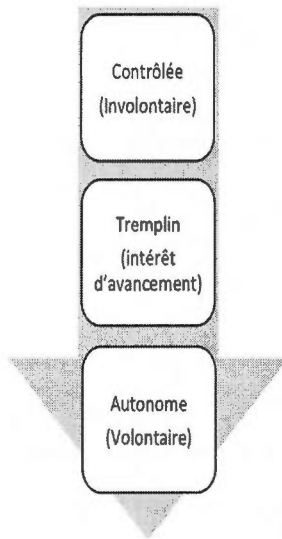 Contrôlée
(Involontaire)
Tremplin
(intérêt
d'avancement)
Autonome
(Volontaire)